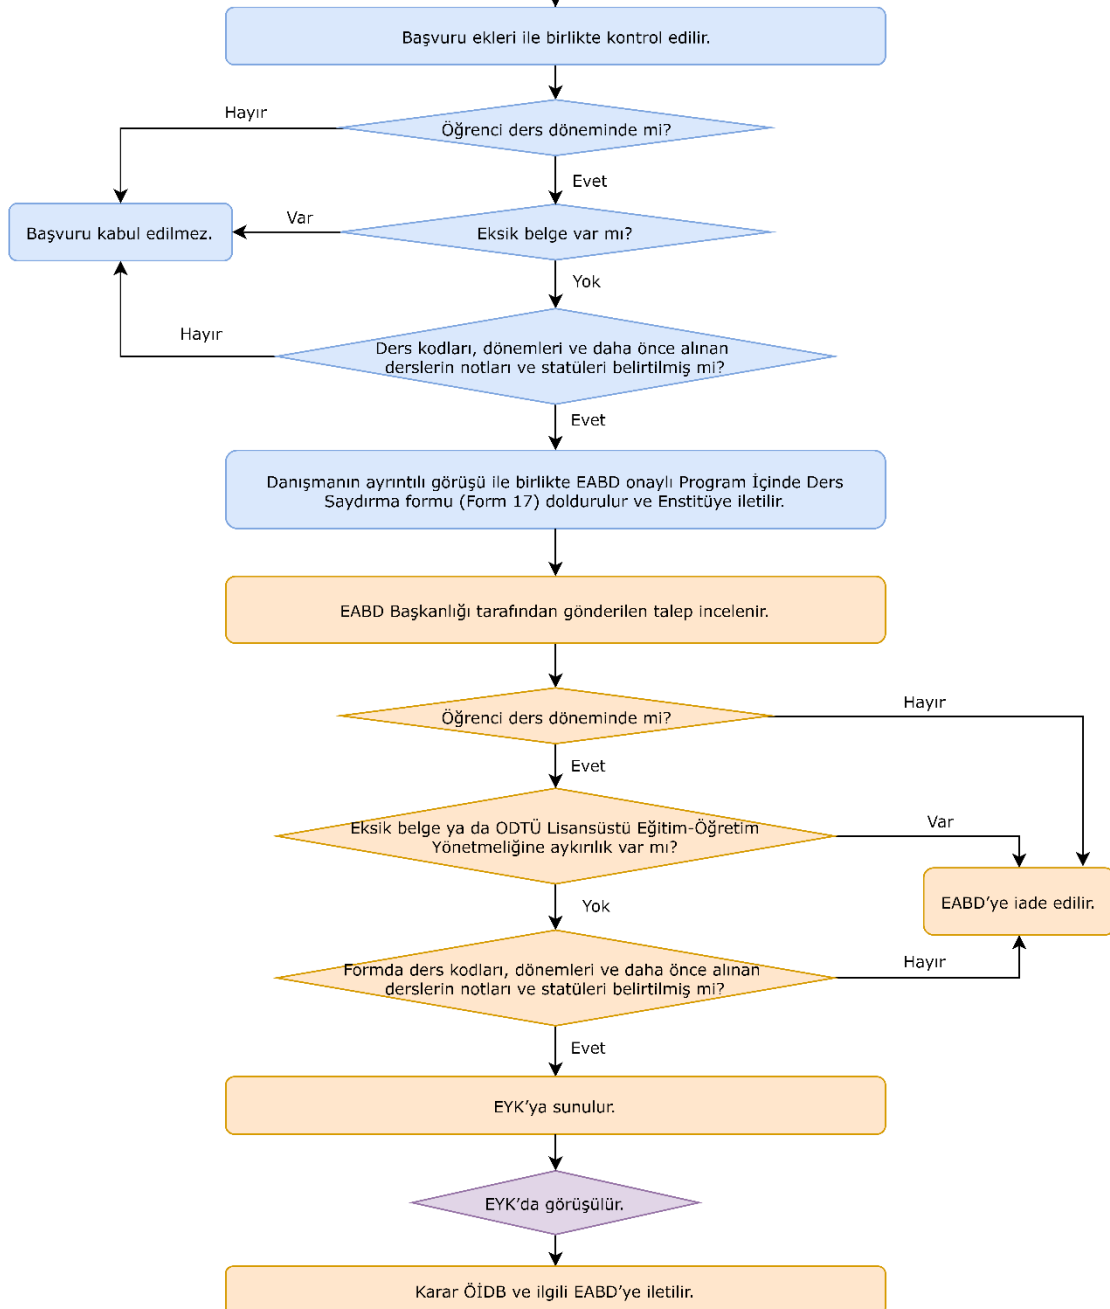 Başvuru ekleri ile birlikte kontrol edilir.
Hayır
Öğrenci ders döneminde mi?
Evet
Başvuru kabul edilmez.
Var
Eksik belge var mı?
Yok
Hayır
Ders kodları, dönemleri ve daha önce alınan
derslerin notları ve statüleri belirtilmiş mi?
Evet
Danışmanın ayrıntılı görüşü ile birlikte EABD onaylı Program İçinde Ders
Saydırma formu (Form 17) doldurulur ve Enstitüye iletilir.
EABD Başkanlığı tarafından gönderilen talep incelenir.
Öğrenci ders döneminde mi?
Hayır
Evet
Eksik belge ya da ODTÜ Lisansüstü Eğitim-Öğretim
Yönetmeliğine aykırılık var mı?
Var
EABD’ye iade edilir.
Yok
Formda ders kodları, dönemleri ve daha önce alınan
derslerin notları ve statüleri belirtilmiş mi?
Hayır
Evet
EYK’ya sunulur.
EYK’da görüşülür.
Karar ÖİDB ve ilgili EABD’ye iletilir.